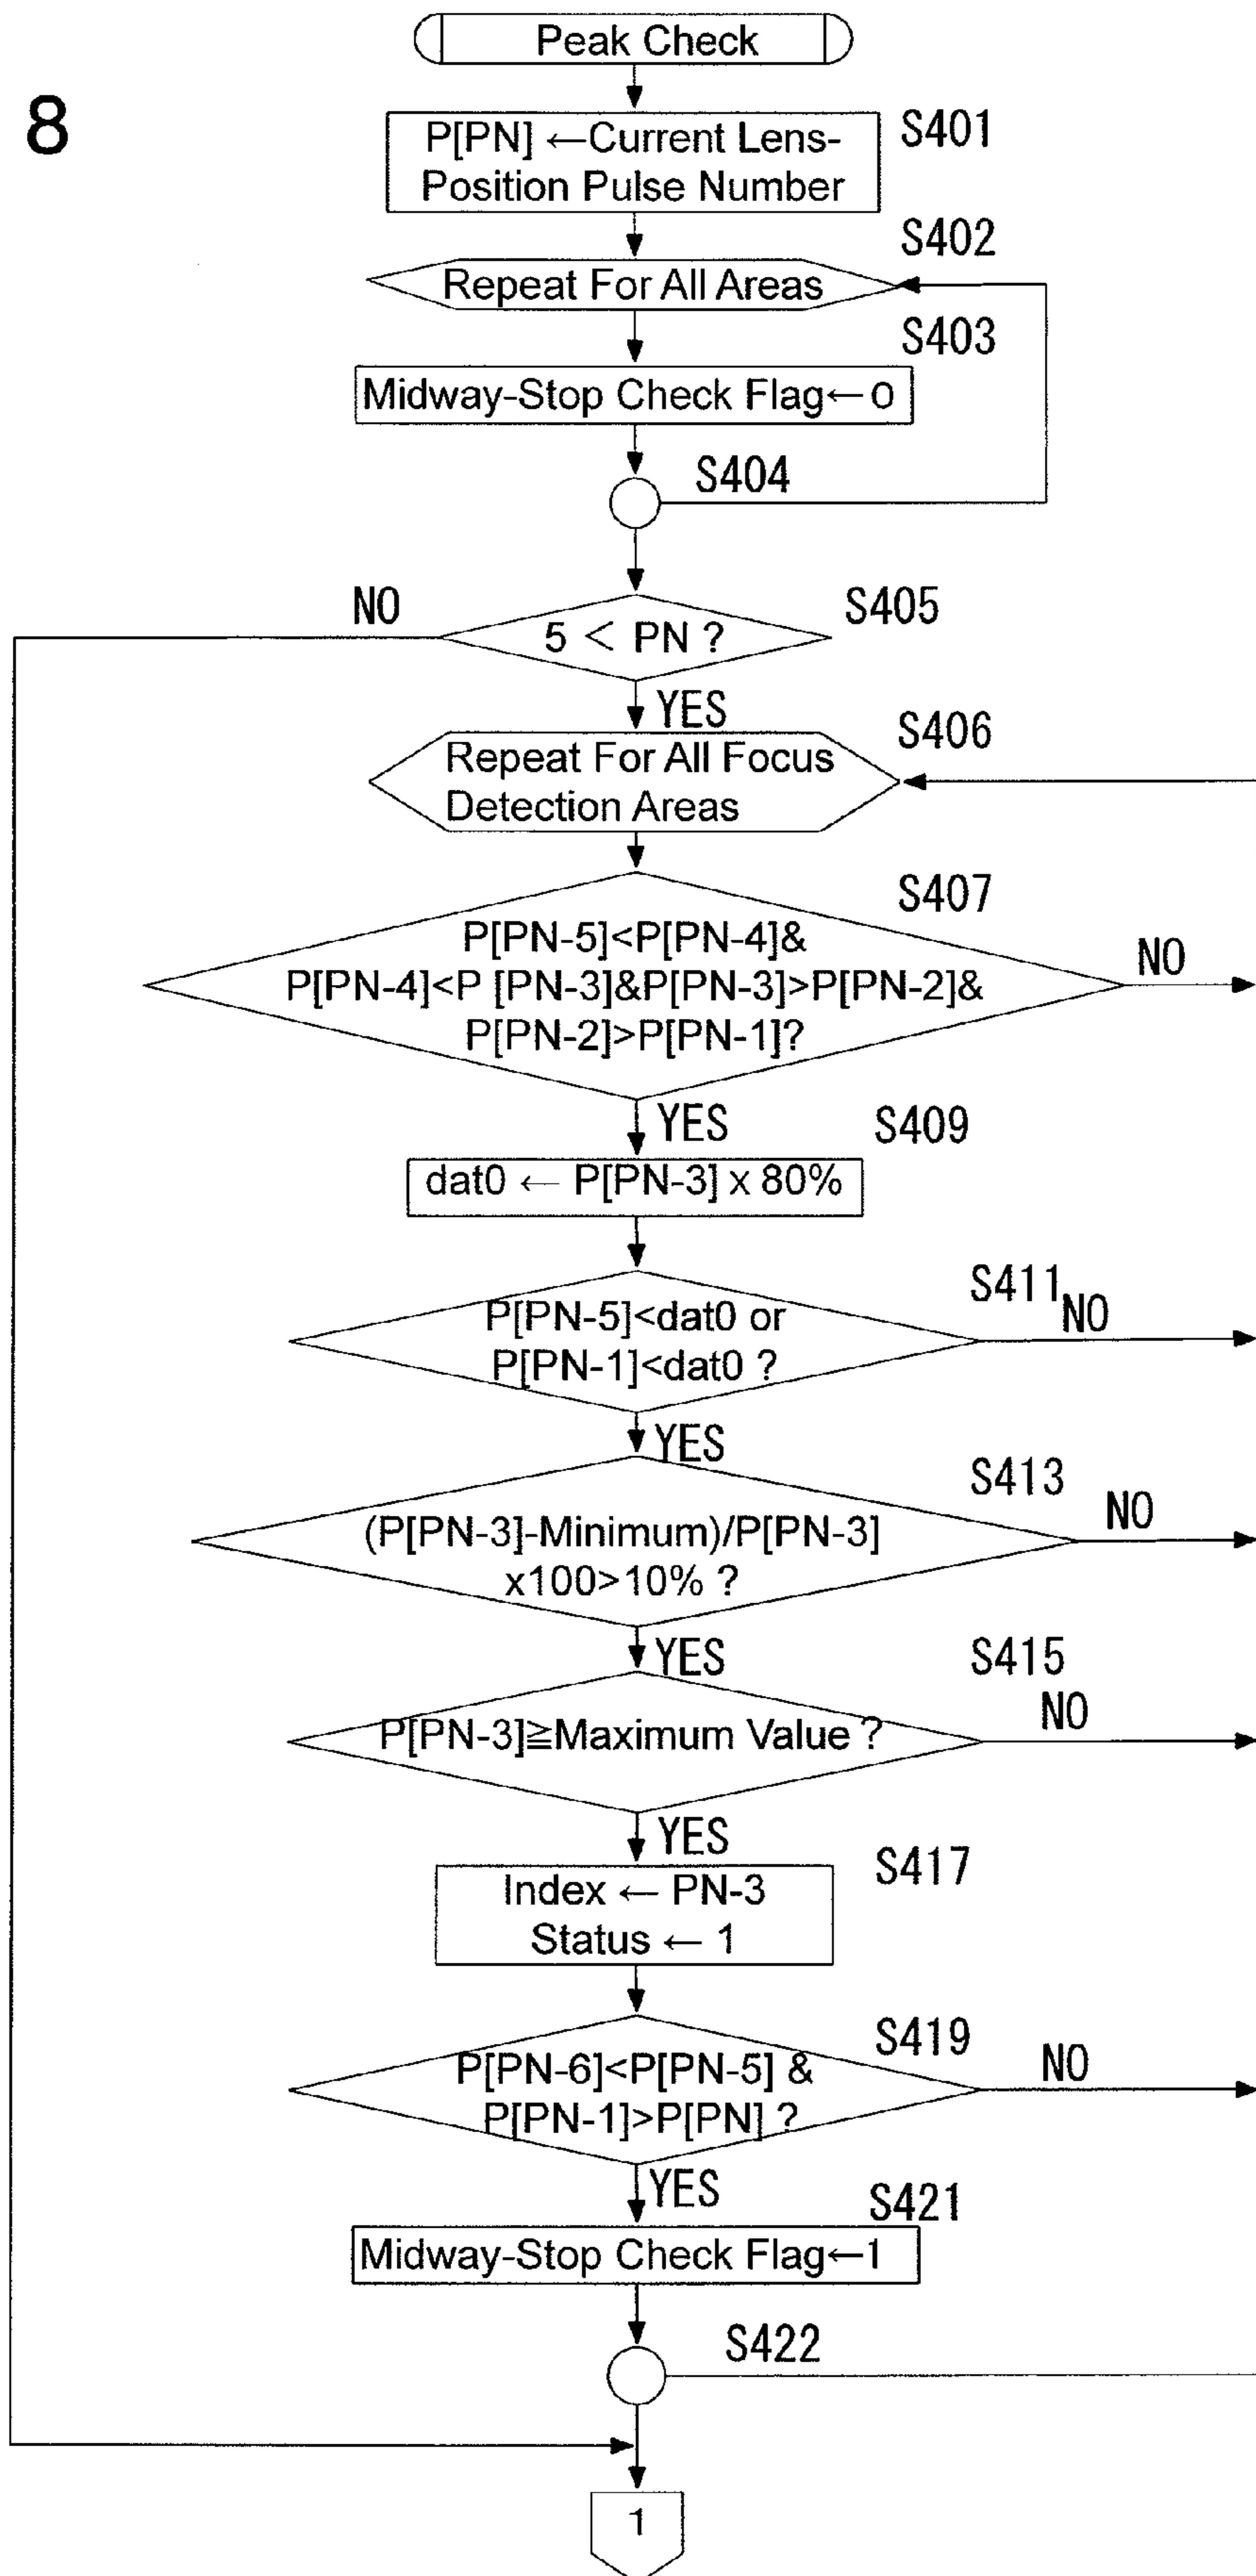 Peak Check
8
S401
P[PN] ←Current Lens-
Position Pulse Number
S402
Repeat For All Areas
S403
Midway-Stop Check Flag←0
S404
NO
S405
5 < PN ?
YES
S406
Repeat For All Focus
Detection Areas
S407
P[PN-5]<P[PN-4]&
NO
P[PN-4]<P [PN-3]&P[PN-3]>P[PN-2]&
P[PN-2]>P[PN-1]?
YES
S409
dat0 ← P[PN-3] x 80%
S411
NO
P[PN-5]<dat0 or
P[PN-1]<dat0 ?
YES
S413
NO
(P[PN-3]-Minimum)/P[PN-3]
x100>10% ?
YES
S415
NO
P[PN-3]≧Maximum Value ?
YES
S417
Index ← PN-3
Status ← 1
S419
NO
P[PN-6]<P[PN-5] &
P[PN-1]>P[PN] ?
YES
S421
Midway-Stop Check Flag←1
S422
1